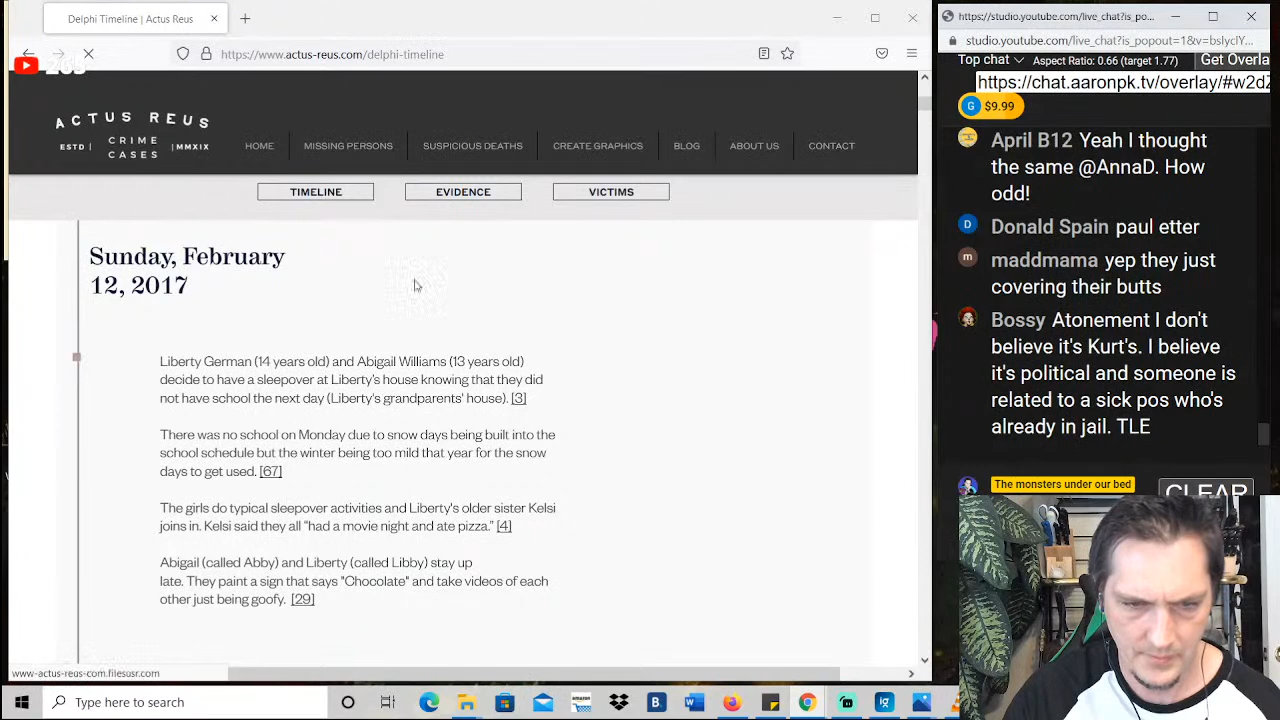 Delphi Timeline | Actus Reus
https://www.actus-reus.com/delphi-timeline
ACTUS REUS
ESTD | CRIME CASES | MMXIX
HOME
MISSING PERSONS
SUSPICIOUS DEATHS
CREATE GRAPHICS
BLOG
ABOUT US
CONTACT
TIMELINE
EVIDENCE
VICTIMS
Sunday, February
12, 2017
Liberty German (14 years old) and Abigail Williams (13 years old)
decide to have a sleepover at Liberty's house knowing that they did
not have school the next day (Liberty's grandparents' house). [3]
There was no school on Monday due to snow days being built into the
school schedule but the winter being too mild that year for the snow
days to get used. [67]
The girls do typical sleepover activities and Liberty's older sister Kelsi
joins in. Kelsi said they all "had a movie night and ate pizza." [4]
Abigail (called Abby) and Liberty (called Libby) stay up
late. They paint a sign that says "Chocolate" and take videos of each
other just being goofy. [29]
www-actus-reus-com.filesusr.com
Type here to search
https://studio.youtube.com/live_chat?is_po...
https://studio.youtube.com/live_chat?is_popout=1&v=bslyclY...
Top chat
Aspect Ratio: 0.66 (target 1.77)
Get Overla
https://chat.aaronpk.tv/overlay/#w2dZ
G $9.99
April B12 Yeah I thought
the same @AnnaD. How
odd!
D Donald Spain paul etter
m maddmama yep they just
covering their butts
Bossy Atonement I don't
believe it's Kurt's. I believe
it's political and someone is
related to a sick pos who's
already in jail. TLE
The monsters under our bed
CLEAR